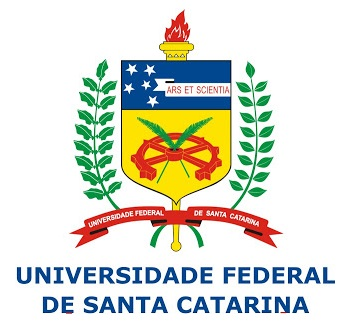 ARS ET SCIENTIA
UNIVERSIDADE FEDERAL DE SANTA CATARINA
UNIVERSIDADE FEDERAL
DE SANTA CATARINA